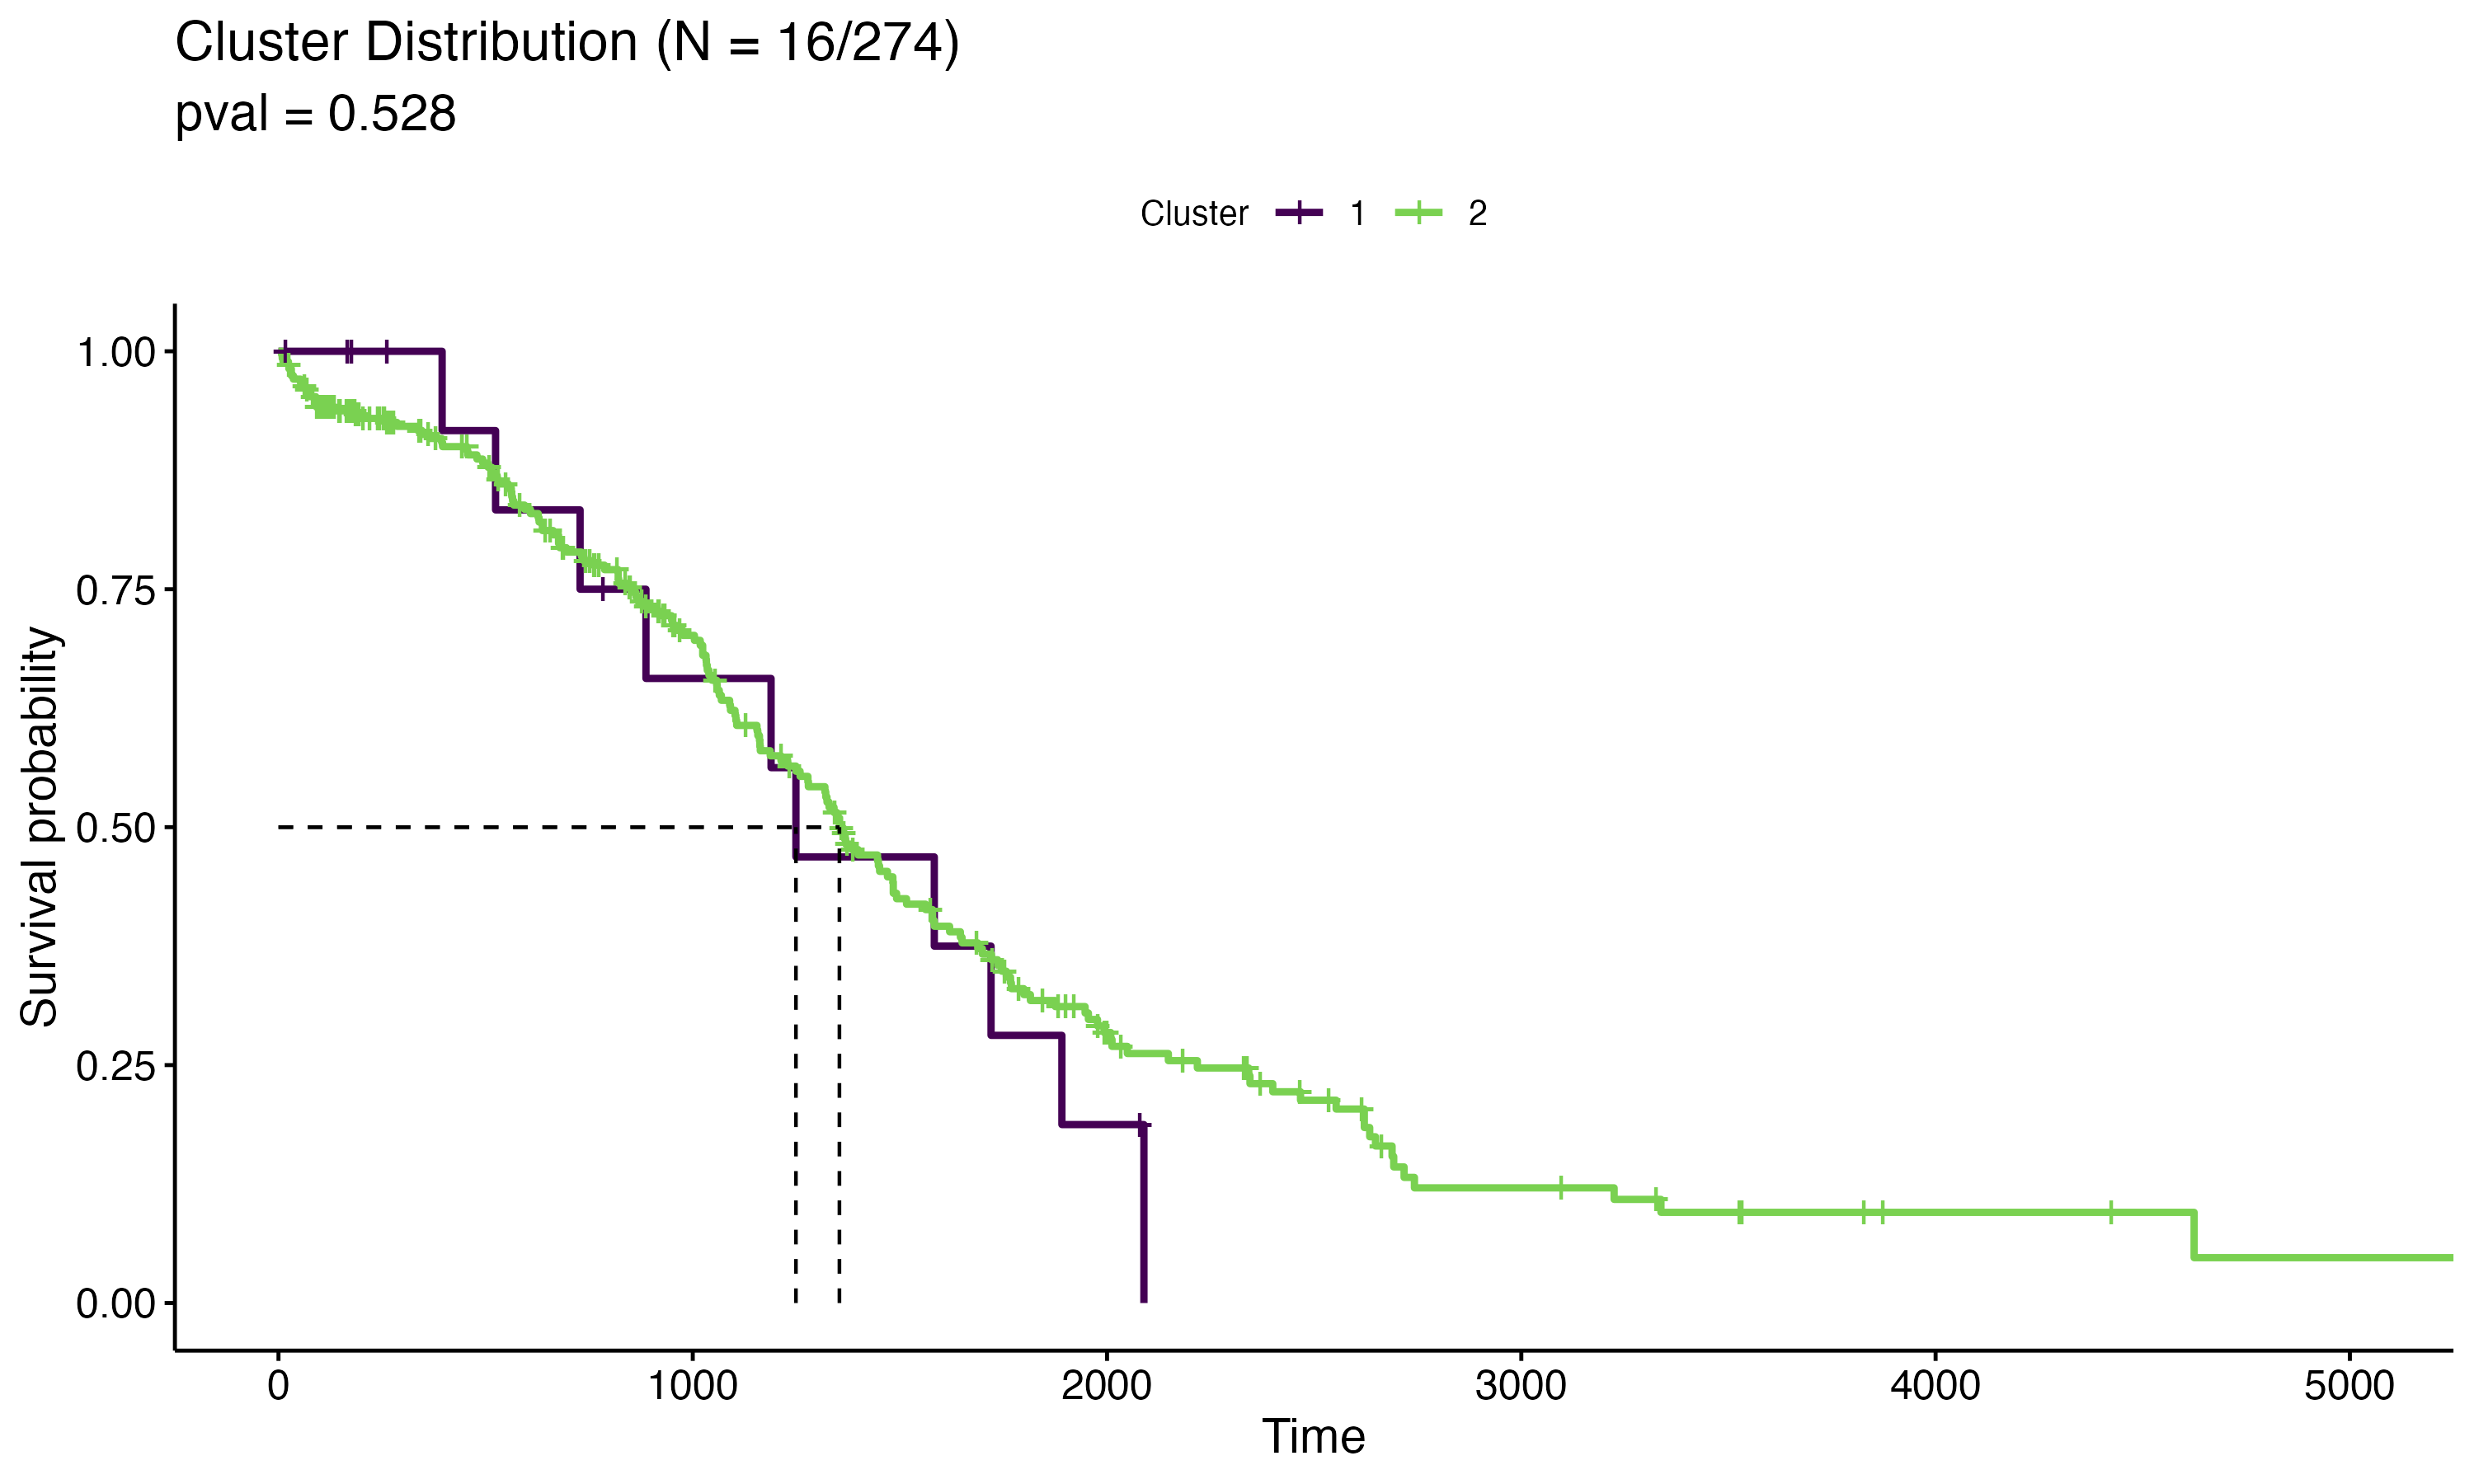 Cluster Distribution (N = 16/274)
pval = 0.528
Cluster 1 2
Survival probability
1.00
0.75
0.50
0.25
0.00
0 1000 2000 3000 4000 5000
Time